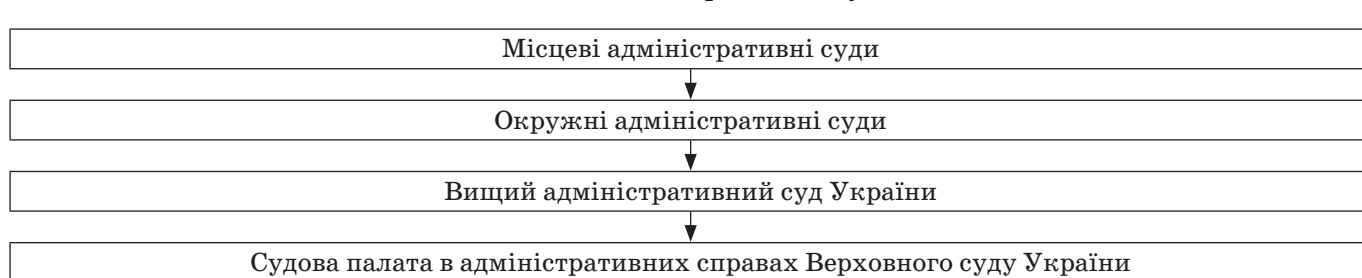 Місцеві адміністративні суди
Окружні адміністративні суди
Вищий адміністративний суд України
Судова палата в адміністративних справах Верховного суду України